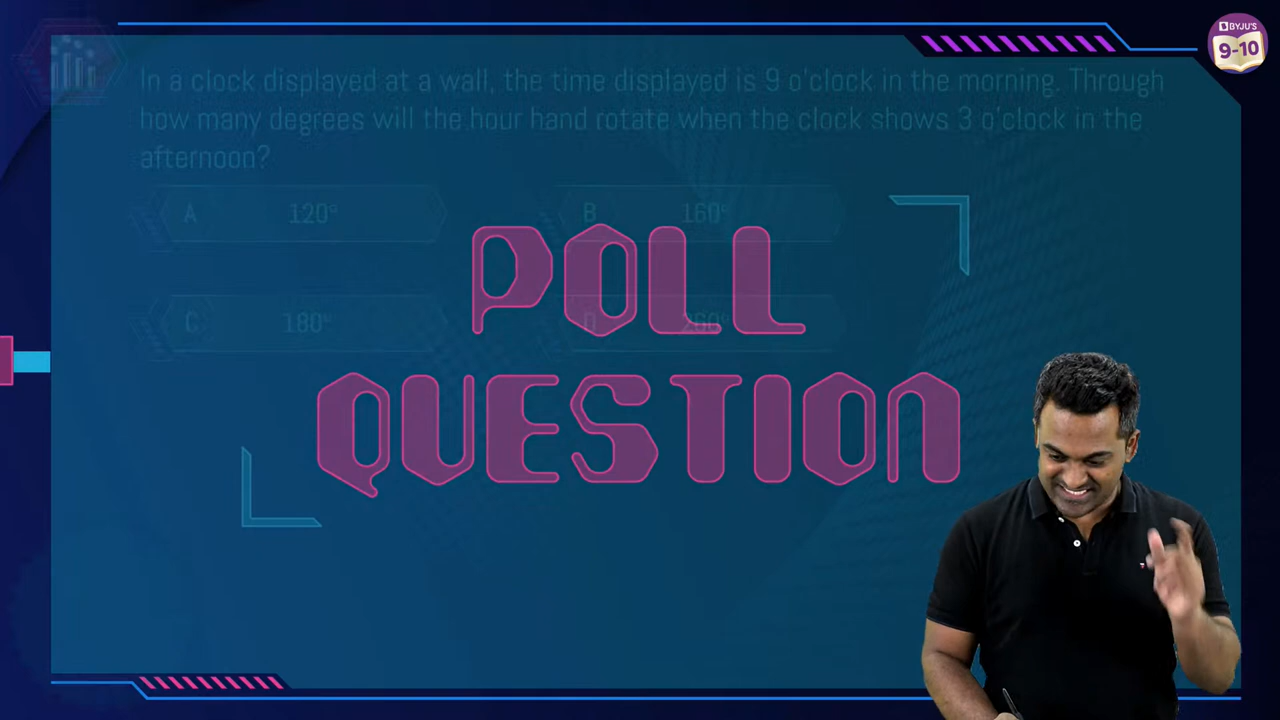 BYJU'S
9-10
In a clock displayed at a wall, the time displayed is 9 o'clock in the morning. Through
how many degrees will the hour hand rotate when the clock shows 3 o'clock in the
afternoon?
A 120° B 160°
C 180° D
POLL
QUESTION